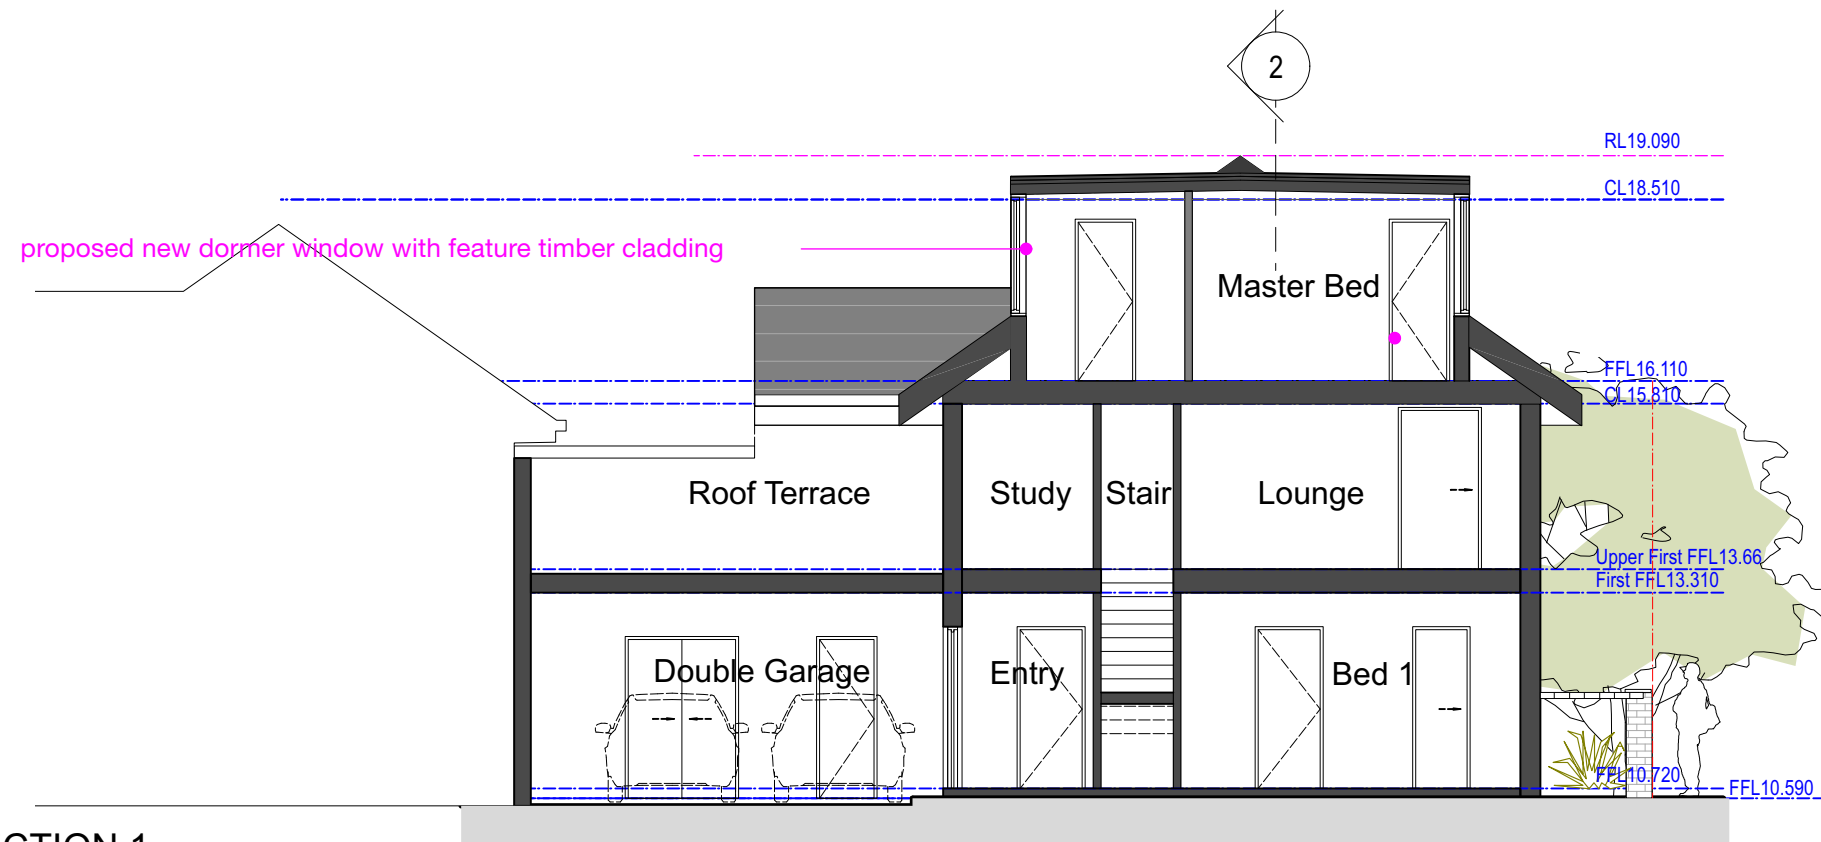 2
RL19.090
CL18.510
proposed new dormer window with feature timber cladding
Master Bed
FFL16.110
CL15.810
Roof Terrace
Study
Stair
Lounge
Upper First FFL13.66
First FFL13.310
Double Garage
Entry
Bed 1
FFL10.720
FFL10.590
CTION 1